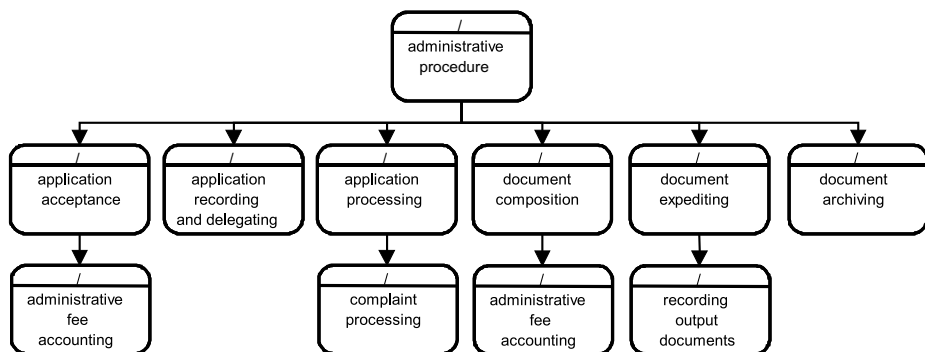 /
administrative
procedure
/
application
acceptance
/
application
recording
and delegating
/
application
processing
/
document
composition
/
document
expediting
/
document
archiving
/
administrative
fee
accounting
/
complaint
processing
/
administrative
fee
accounting
/
recording
output
documents